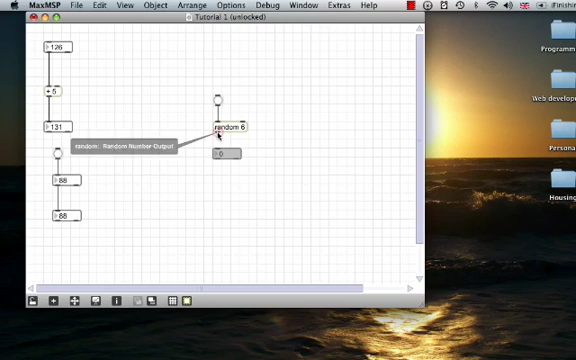 MaxMSP File Edit View Object Arrange Options Debug Window Extras Help
Tutorial 1 (unlocked)
126
+ 5
131
88
88
random 6
random: Random Number Output
0
Programm
Web develop
Persona
Housing